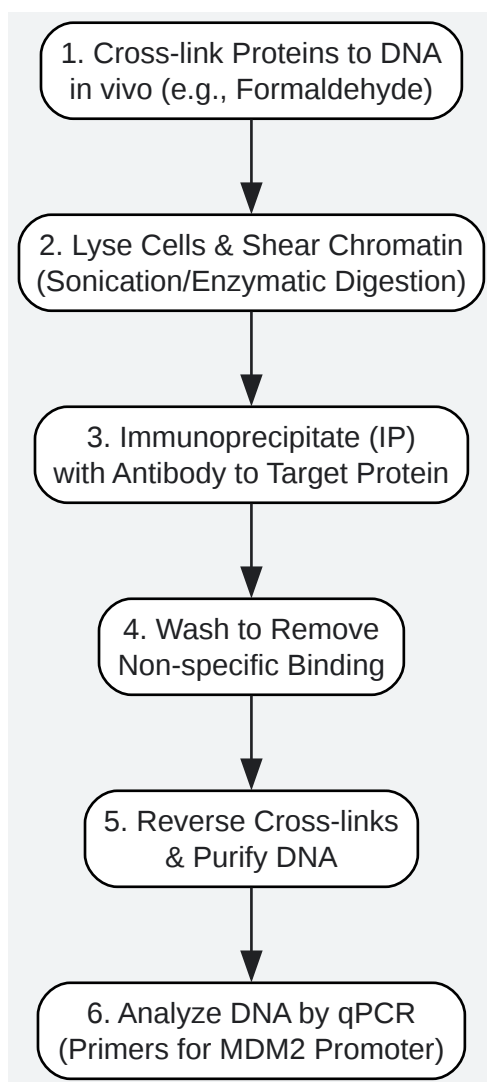 1. Cross-link Proteins to DNA
in vivo (e.g., Formaldehyde)
2. Lyse Cells & Shear Chromatin
(Sonication/Enzymatic Digestion)
3. Immunoprecipitate (IP)
with Antibody to Target Protein
4. Wash to Remove
Non-specific Binding
5. Reverse Cross-links
& Purify DNA
6. Analyze DNA by qPCR
(Primers for MDM2 Promoter)